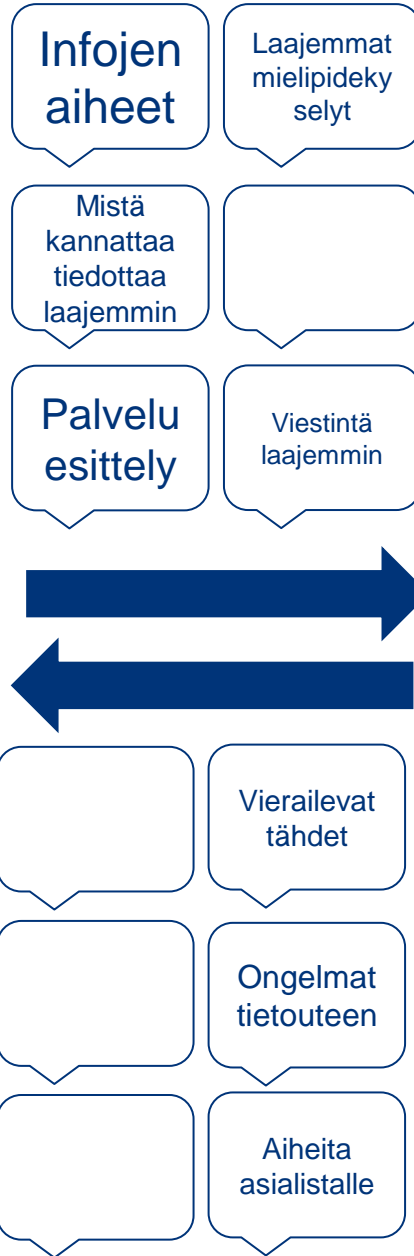 Infojen
aiheet
Laajemmat
mielipideky
selyt
Mistä
kannattaa
tiedottaa
laajemmin
Palvelu
esittely
Viestintä
laajemmin
Vierailevat
tähdet
Ongelmat
tietouteen
Aiheita
asialistalle